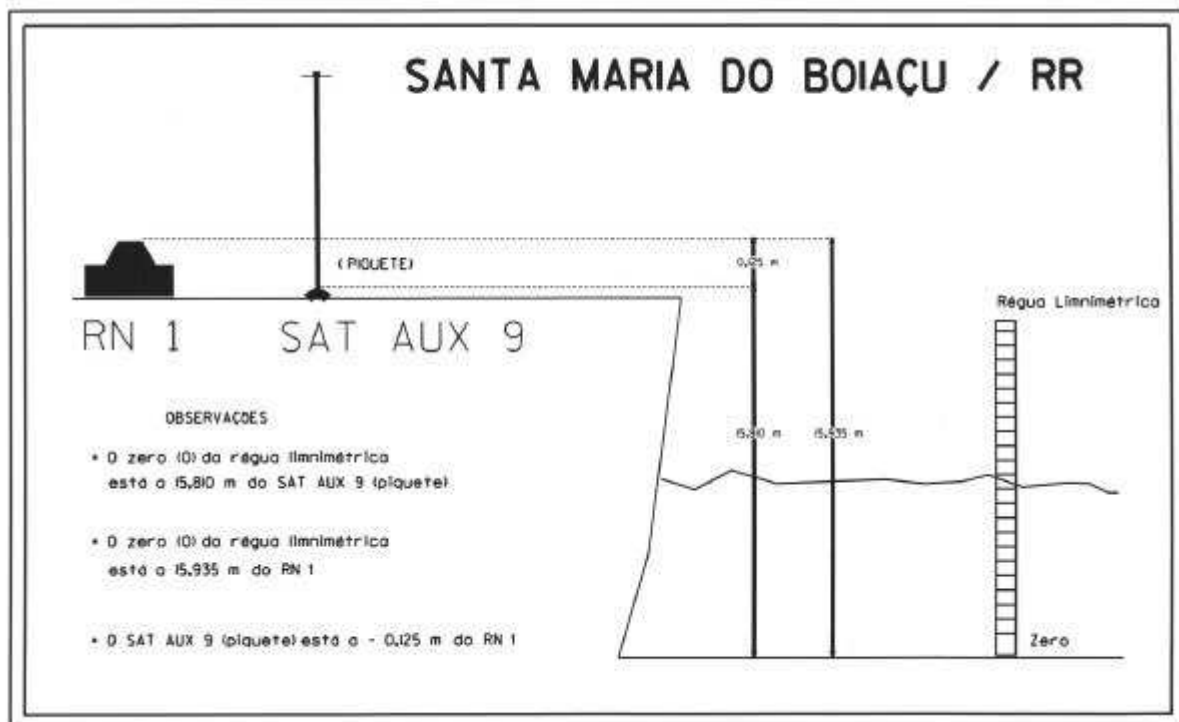 SANTA MARIA DO BOIAÇU / RR
(PIQUETE)
0,125 m
Régua Limnimétrica
RN 1 SAT AUX 9
OBSERVAÇOES
• O zero (0) da régua limnimétrica
está a 15,810 m do SAT AUX 9 (piquete)
15,810 m 15,935 m
• O zero (0) da régua limnimétrica
está a 15,935 m do RN 1
• O SAT AUX 9 (piquete) está a - 0,125 m do RN 1
Zero